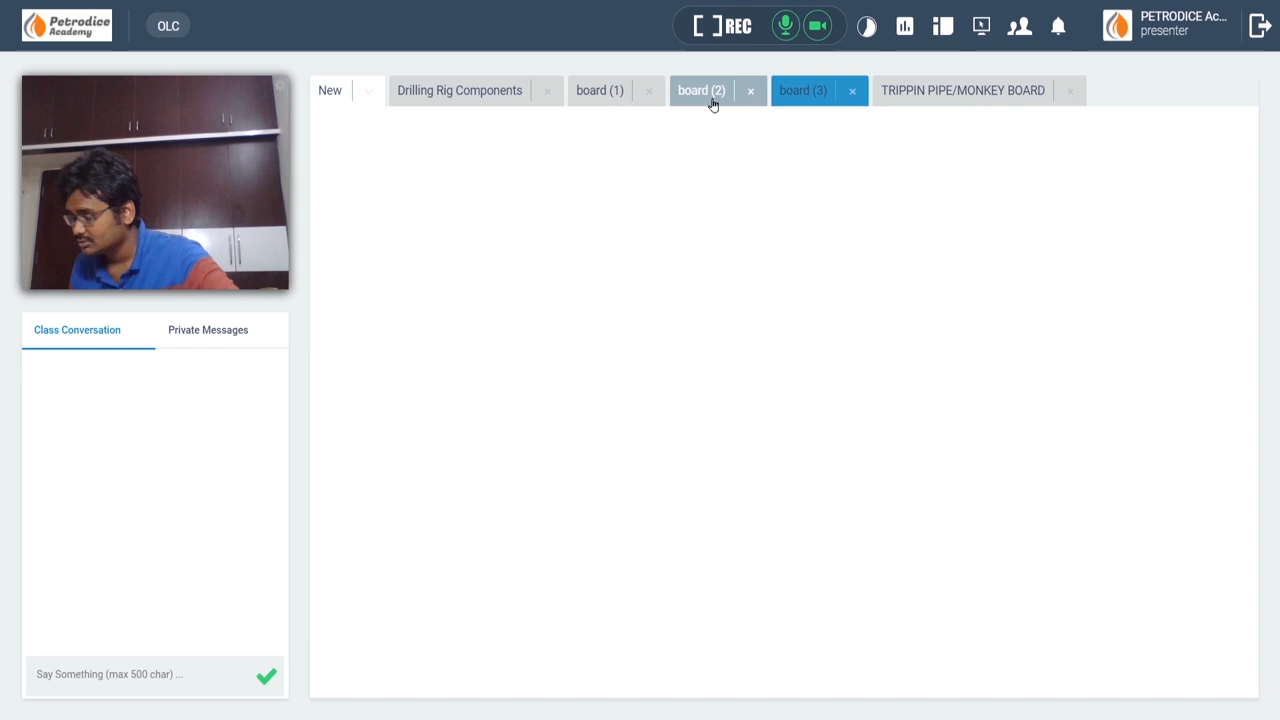 Petrodice
Academy
OLC
REC
PETRODICE Ac...
presenter
New
Drilling Rig Components
board (1)
board (2)
board (3)
TRIPPIN PIPE/MONKEY BOARD
Class Conversation
Private Messages
Say Something (max 500 char) ...